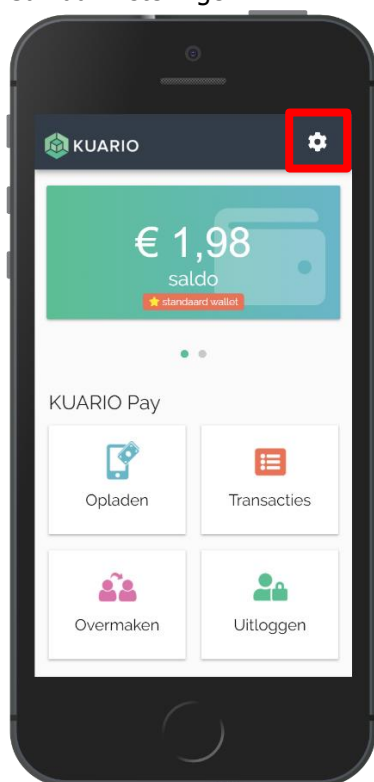 KUARIO
€ 1,98
saldo
standaard wallet
KUARIO Pay
Opladen
Transacties
Overmaken
Uitloggen